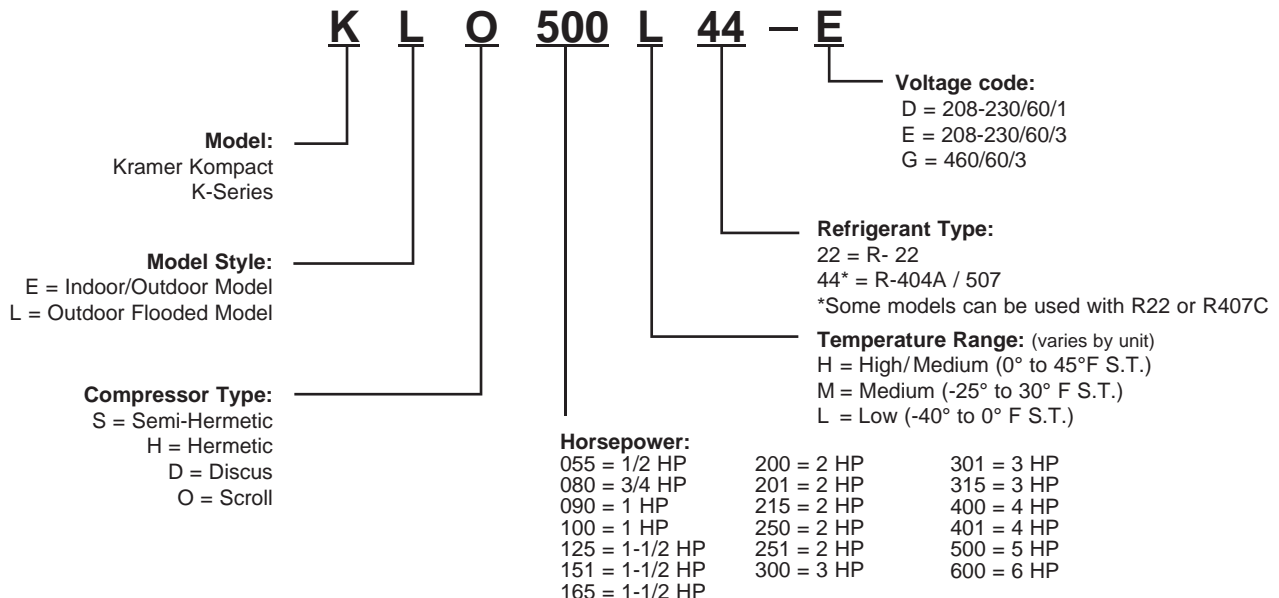 K L O 500 L 44 – E
Voltage code:
D = 208-230/60/1
E = 208-230/60/3
G = 460/60/3
Model:
Kramer Kompact
K-Series
Refrigerant Type:
22 = R- 22
44* = R-404A / 507
*Some models can be used with R22 or R407C
Model Style:
E = Indoor/Outdoor Model
L = Outdoor Flooded Model
Temperature Range: (varies by unit)
H = High/Medium (0° to 45°F S.T.)
M = Medium (-25° to 30° F S.T.)
L = Low (-40° to 0° F S.T.)
Compressor Type:
S = Semi-Hermetic
H = Hermetic
D = Discus
O = Scroll
Horsepower:
055 = 1/2 HP
080 = 3/4 HP
090 = 1 HP
100 = 1 HP
125 = 1-1/2 HP
151 = 1-1/2 HP
165 = 1-1/2 HP
200 = 2 HP
201 = 2 HP
215 = 2 HP
250 = 2 HP
251 = 2 HP
300 = 3 HP
301 = 3 HP
315 = 3 HP
400 = 4 HP
401 = 4 HP
500 = 5 HP
600 = 6 HP